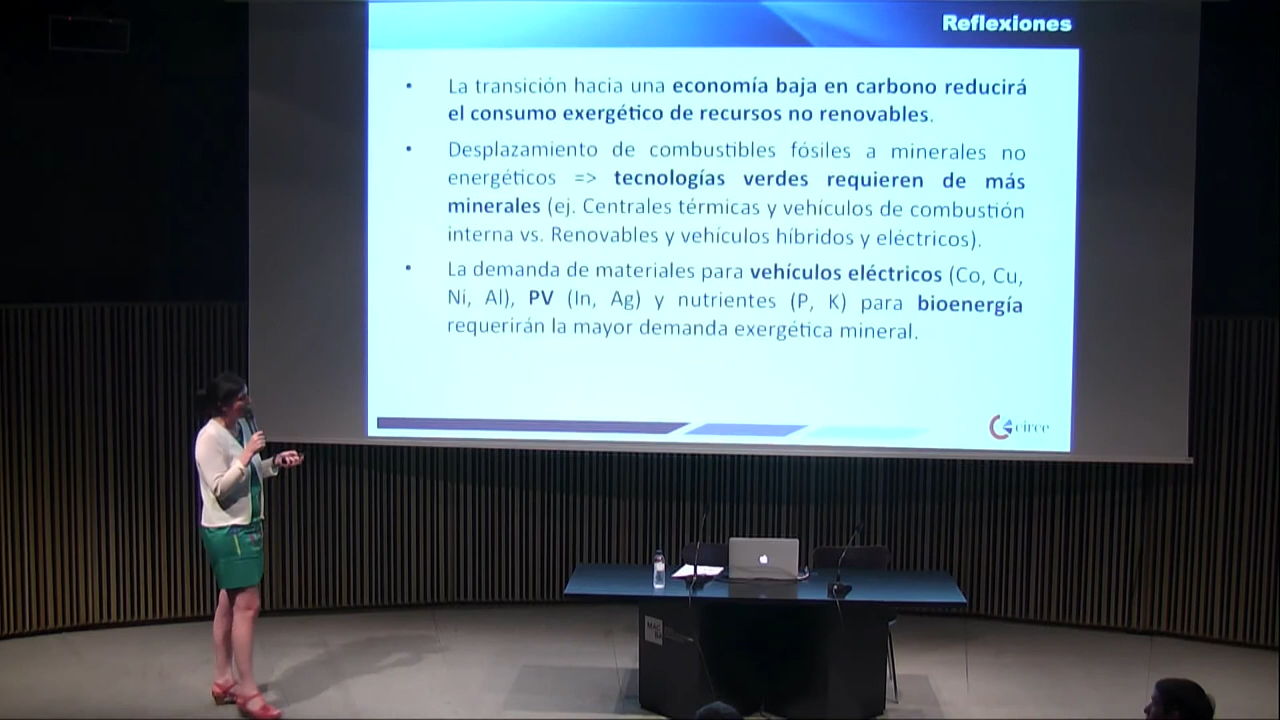 Reflexiones
• La transición hacia una economía baja en carbono reducirá
el consumo exergético de recursos no renovables.
• Desplazamiento de combustibles fósiles a minerales no
energéticos => tecnologías verdes requieren de más
minerales (ej. Centrales térmicas y vehículos de combustión
interna vs. Renovables y vehículos híbridos y eléctricos).
• La demanda de materiales para vehículos eléctricos (Co, Cu,
Ni, Al), PV (In, Ag) y nutrientes (P, K) para bioenergía
requerirán la mayor demanda exergética mineral.
circe
MAC
BA